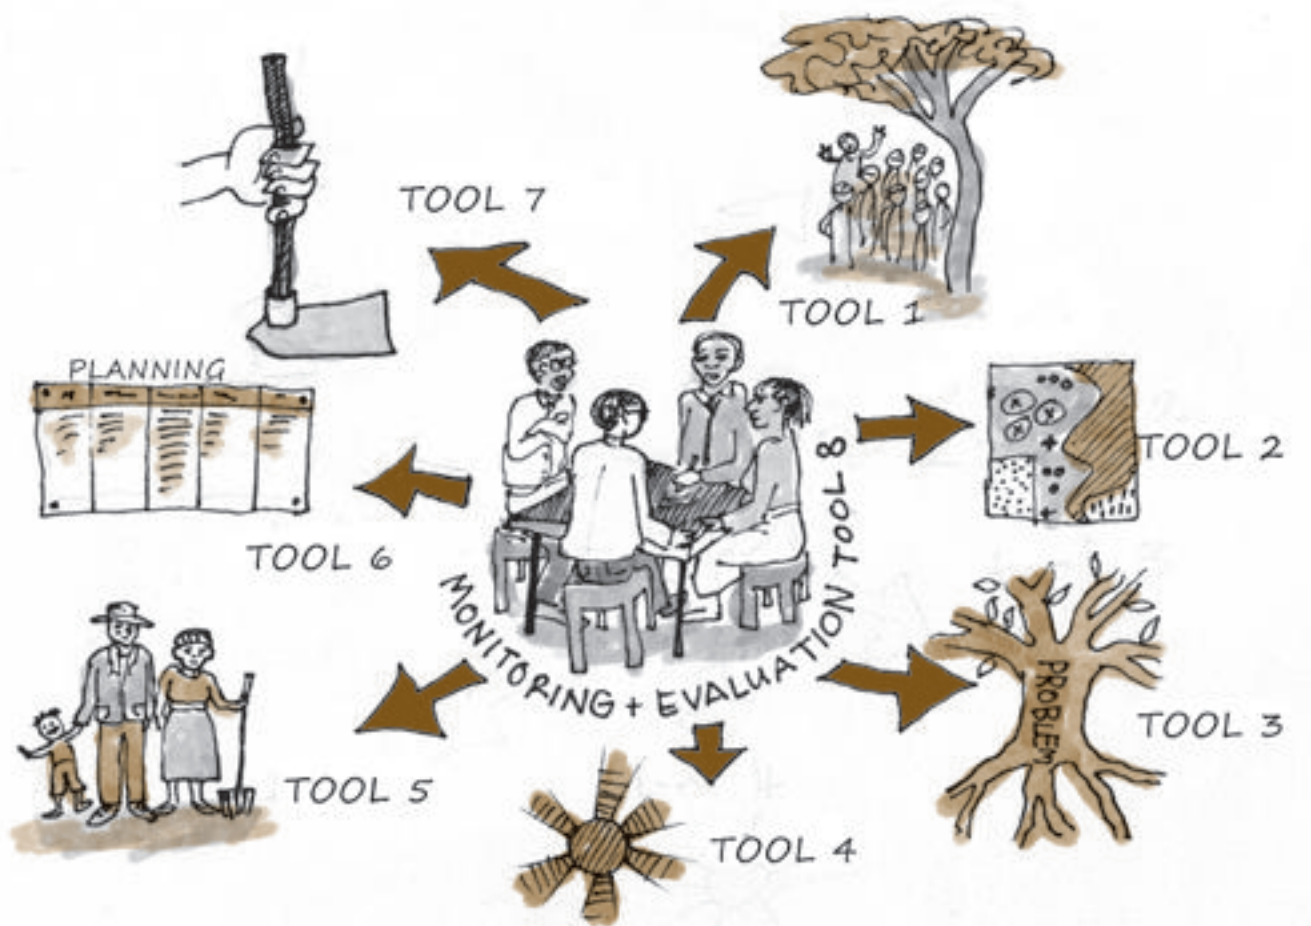 TOOL 7
TOOL 1
PLANNING
TOOL 2
TOOL 6
MONITORING + EVALUATION TOOL 8
PROBLEM
TOOL 3
TOOL 5
TOOL 4